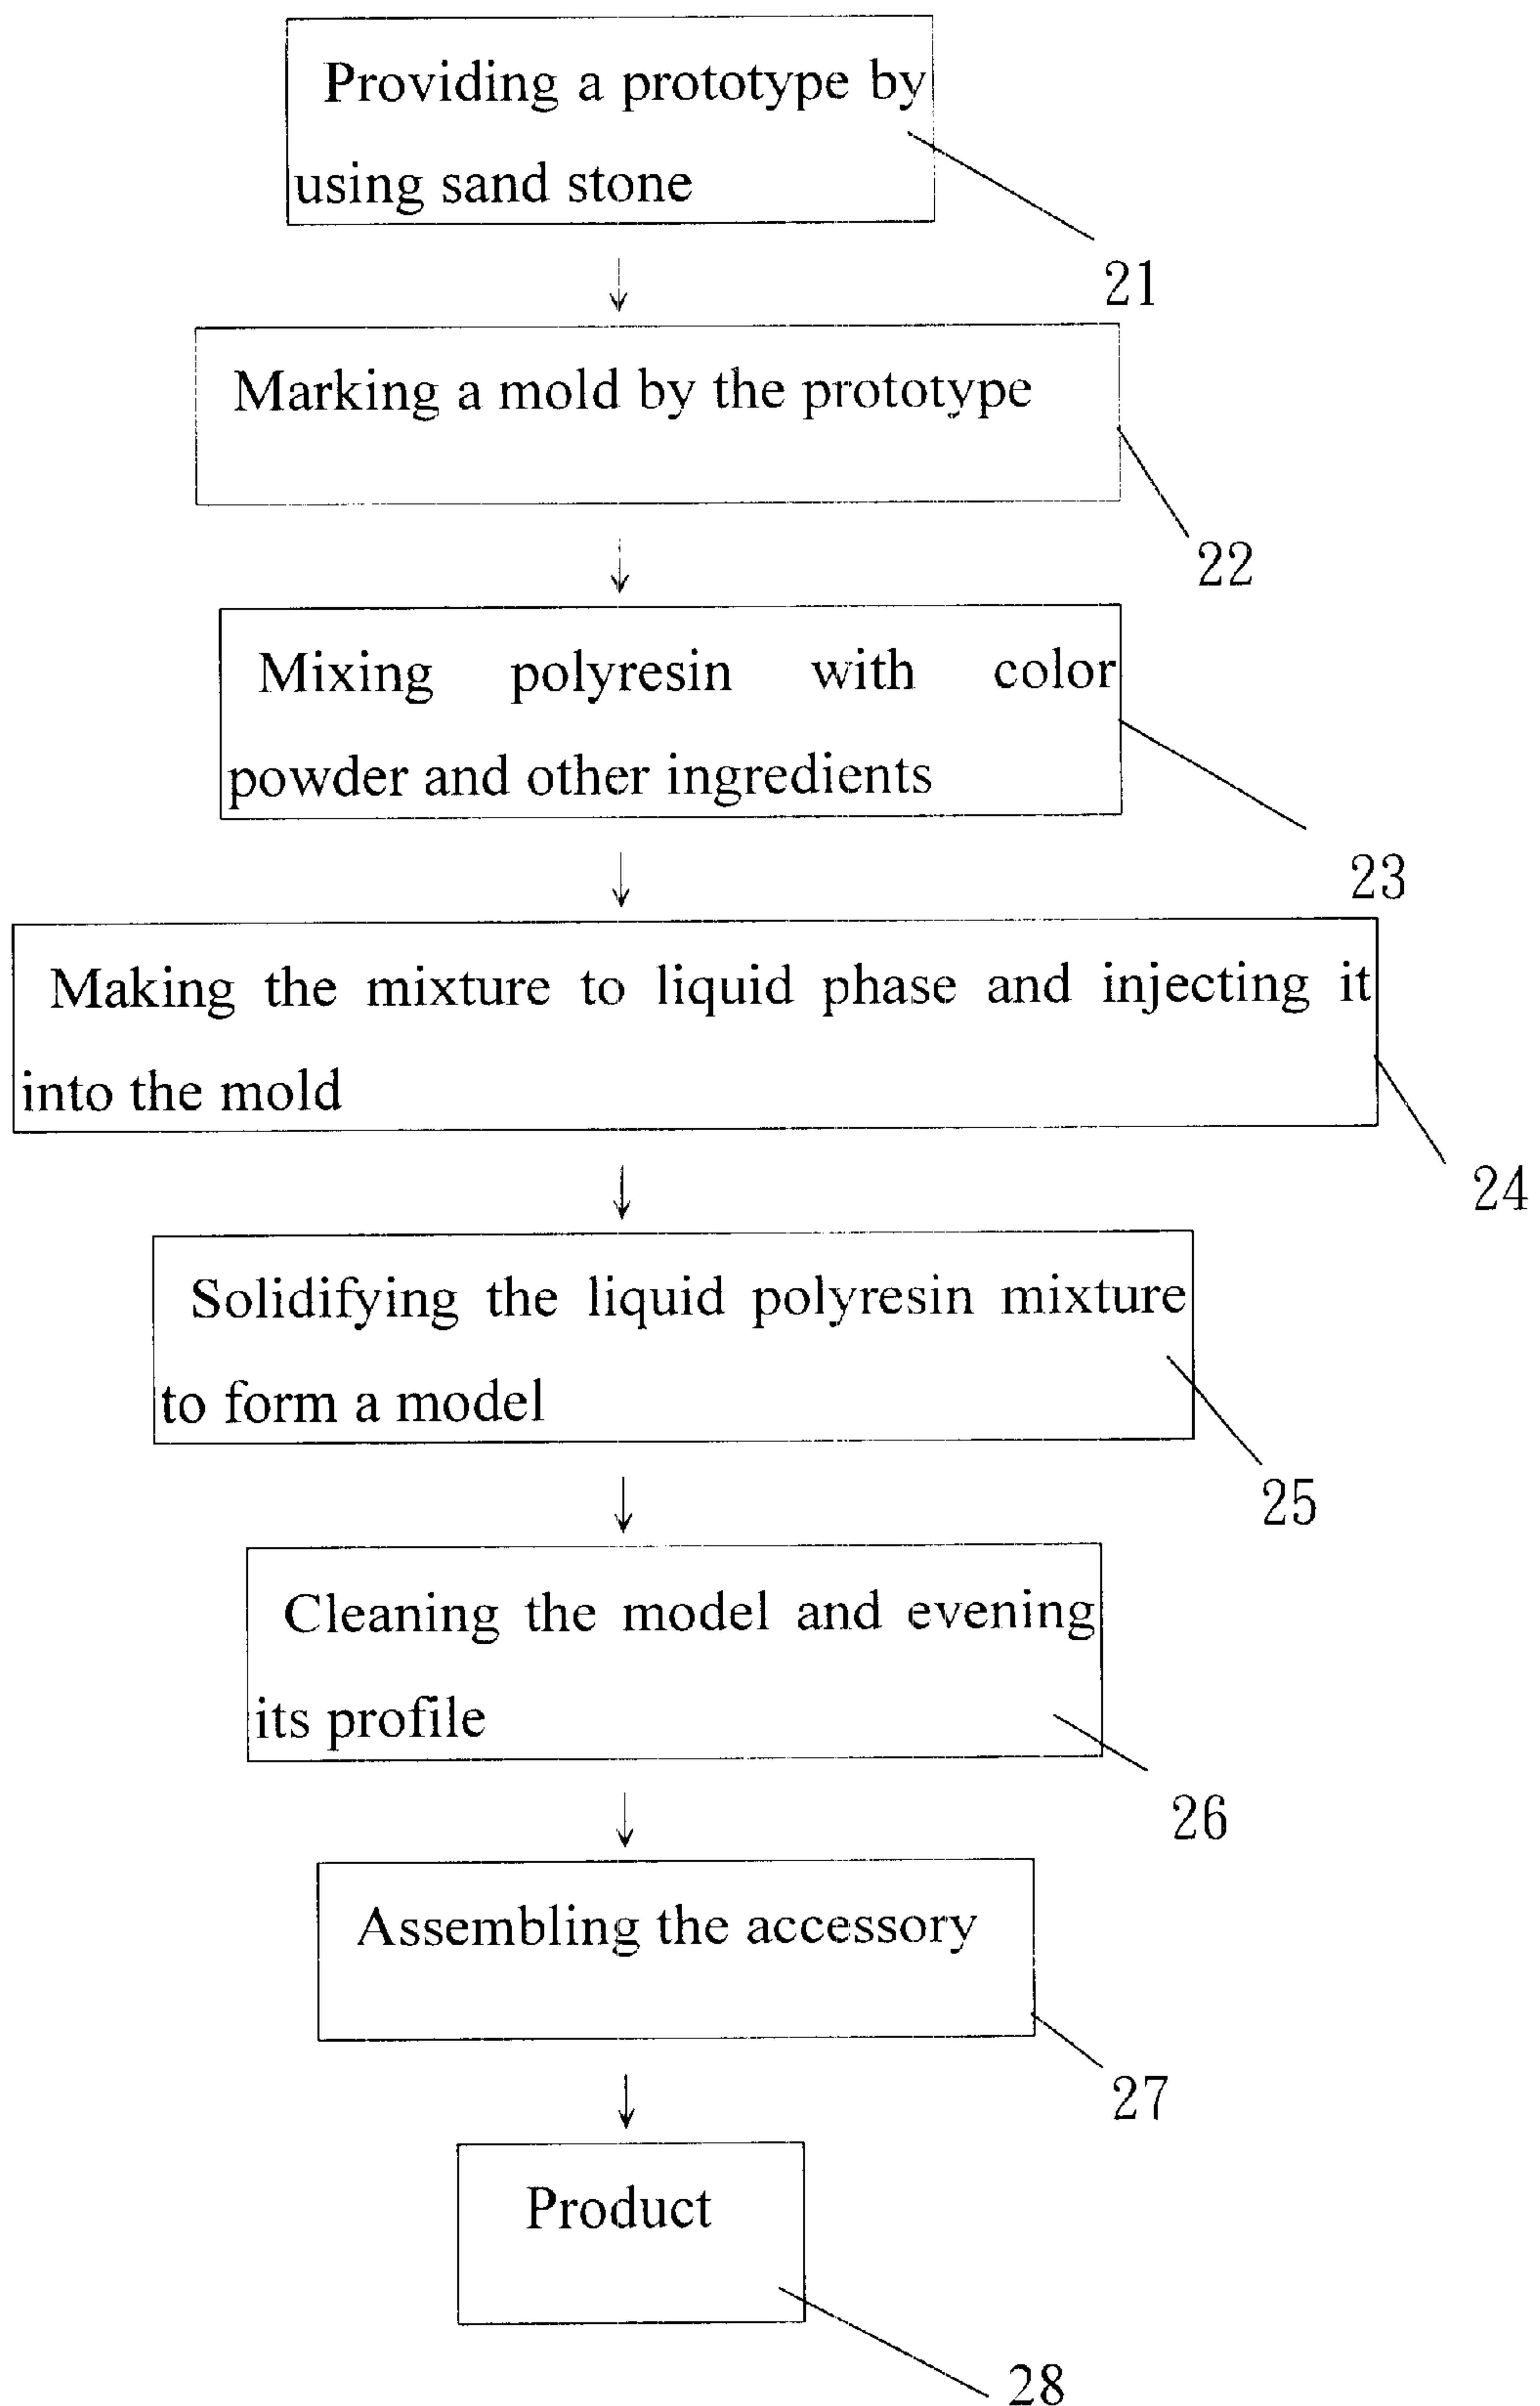 Providing a prototype by
using sand stone
21
Marking a mold by the prototype
22
Mixing polyresin with color
powder and other ingredients
23
Making the mixture to liquid phase and injecting it
into the mold
24
Solidifying the liquid polyresin mixture
to form a model
25
Cleaning the model and evening
its profile
26
Assembling the accessory
27
Product
28